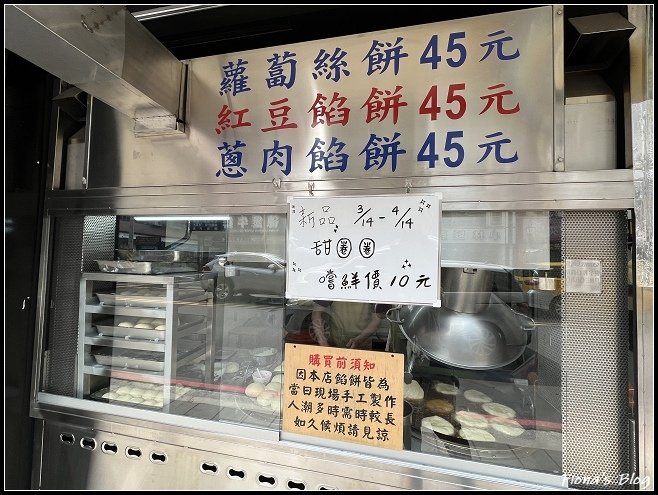 蘿蔔絲餅45元
紅豆餡餅45元
蔥肉餡餅45元
新品 3/14-4/14
甜圈圈
嚐鮮價10元
購買前須知
因本店餡餅皆為
當日現場手工製作
人潮多時需時較長
如久候煩請見諒
Fiona's Blog